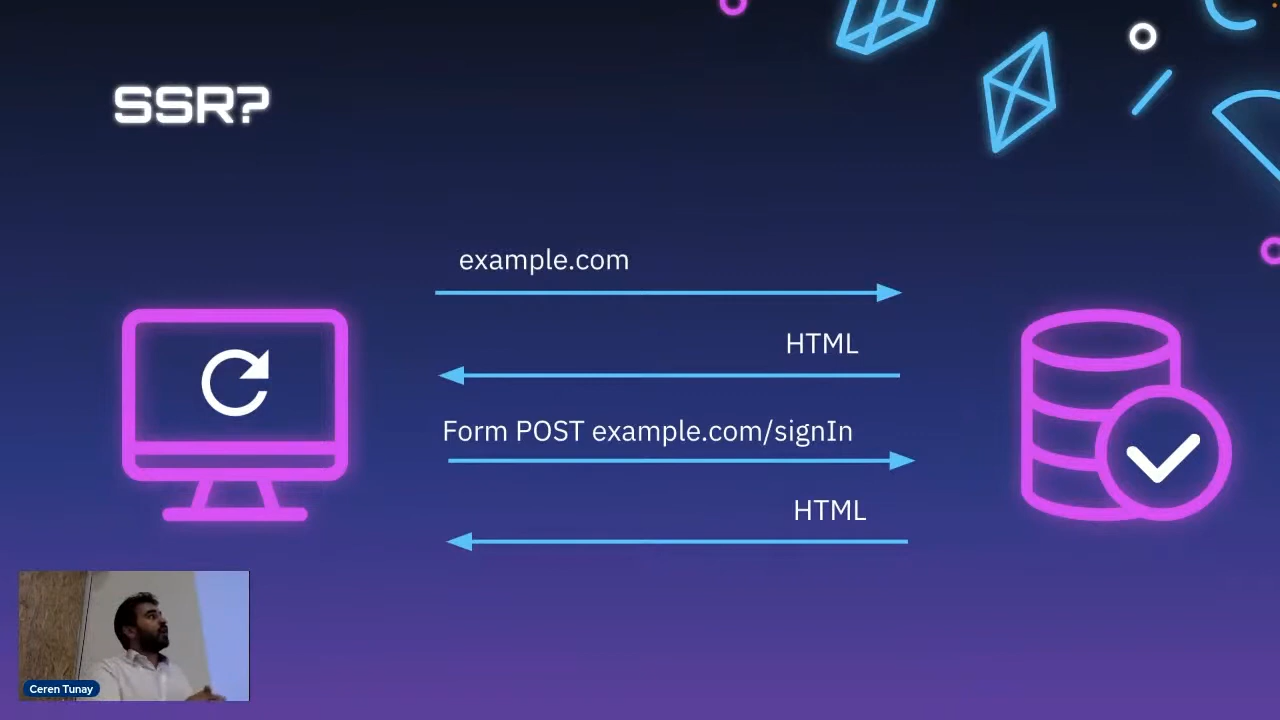 SSR?
example.com
HTML
Form POST example.com/signIn
HTML
Ceren Tunay